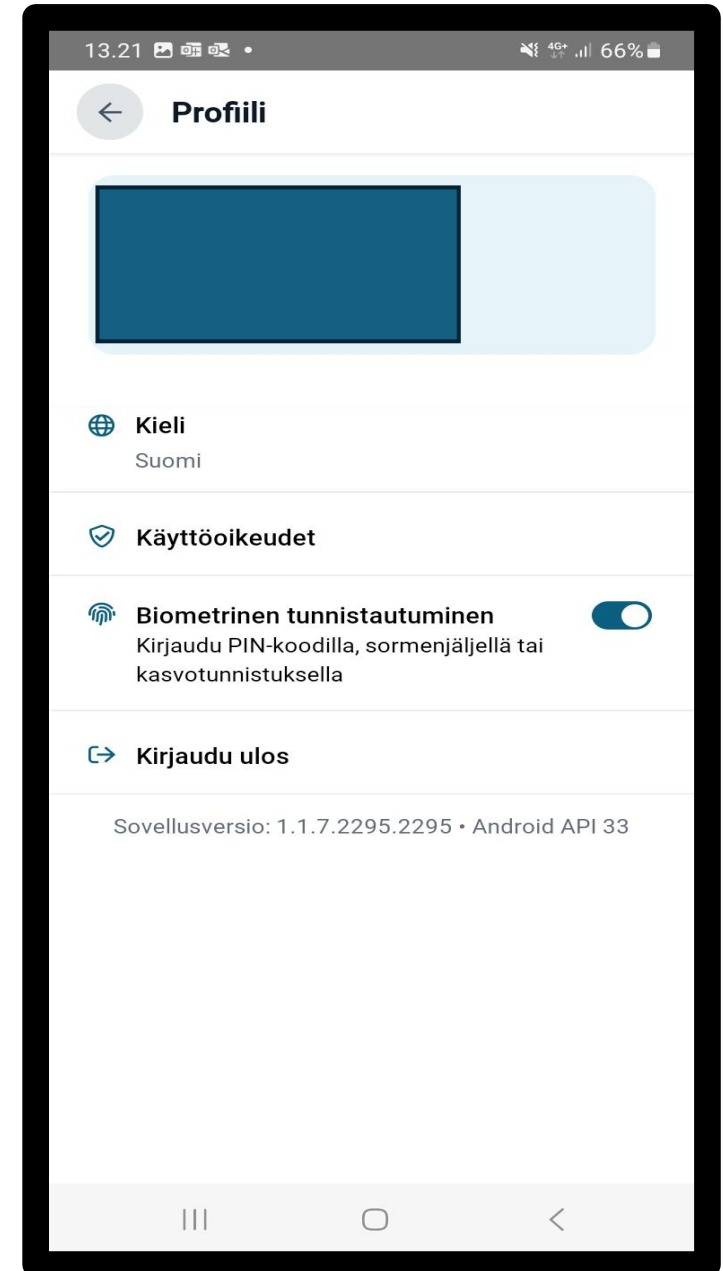 13.21 4G+ 66%
Profiili
Kieli
Suomi
Käyttöoikeudet
Biometrinen tunnistautuminen
Kirjaudu PIN-koodilla, sormenjäljellä tai
kasvotunnistuksella
Kirjaudu ulos
Sovellusversio: 1.1.7.2295.2295 • Android API 33